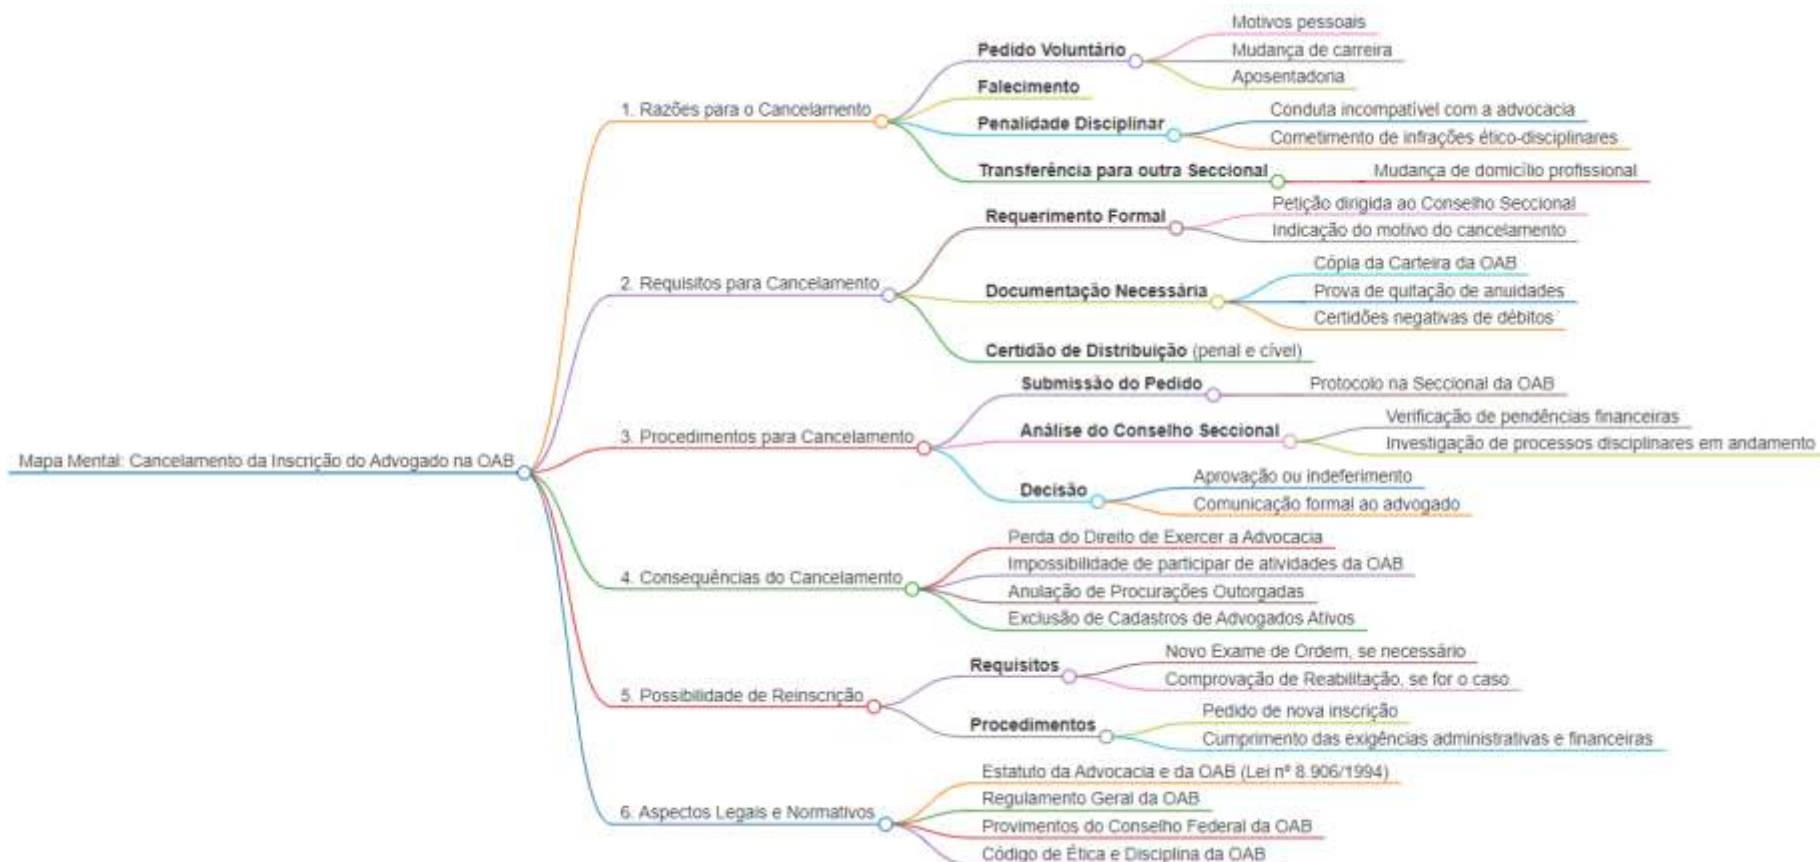 Mapa Mental: Cancelamento da Inscrição do Advogado na OAB
1. Razões para o Cancelamento
Pedido Voluntário
Motivos pessoais
Mudança de carreira
Aposentadoria
Falecimento
Penalidade Disciplinar
Conduta incompatível com a advocacia
Cometimento de infrações ético-disciplinares
Transferência para outra Seccional
Mudança de domicílio profissional
2. Requisitos para Cancelamento
Requerimento Formal
Petição dirigida ao Conselho Seccional
Indicação do motivo do cancelamento
Documentação Necessária
Cópia da Carteira da OAB
Prova de quitação de anuidades
Certidões negativas de débitos
Certidão de Distribuição (penal e cível)
3. Procedimentos para Cancelamento
Submissão do Pedido
Protocolo na Seccional da OAB
Análise do Conselho Seccional
Verificação de pendências financeiras
Investigação de processos disciplinares em andamento
Decisão
Aprovação ou indeferimento
Comunicação formal ao advogado
4. Consequências do Cancelamento
Perda do Direito de Exercer a Advocacia
Impossibilidade de participar de atividades da OAB
Anulação de Procurações Outorgadas
Exclusão de Cadastros de Advogados Ativos
5. Possibilidade de Reinscrição
Requisitos
Novo Exame de Ordem, se necessário
Comprovação de Reabilitação, se for o caso
Procedimentos
Pedido de nova inscrição
Cumprimento das exigências administrativas e financeiras
6. Aspectos Legais e Normativos
Estatuto da Advocacia e da OAB (Lei nº 8.906/1994)
Regulamento Geral da OAB
Provimentos do Conselho Federal da OAB
Código de Ética e Disciplina da OAB